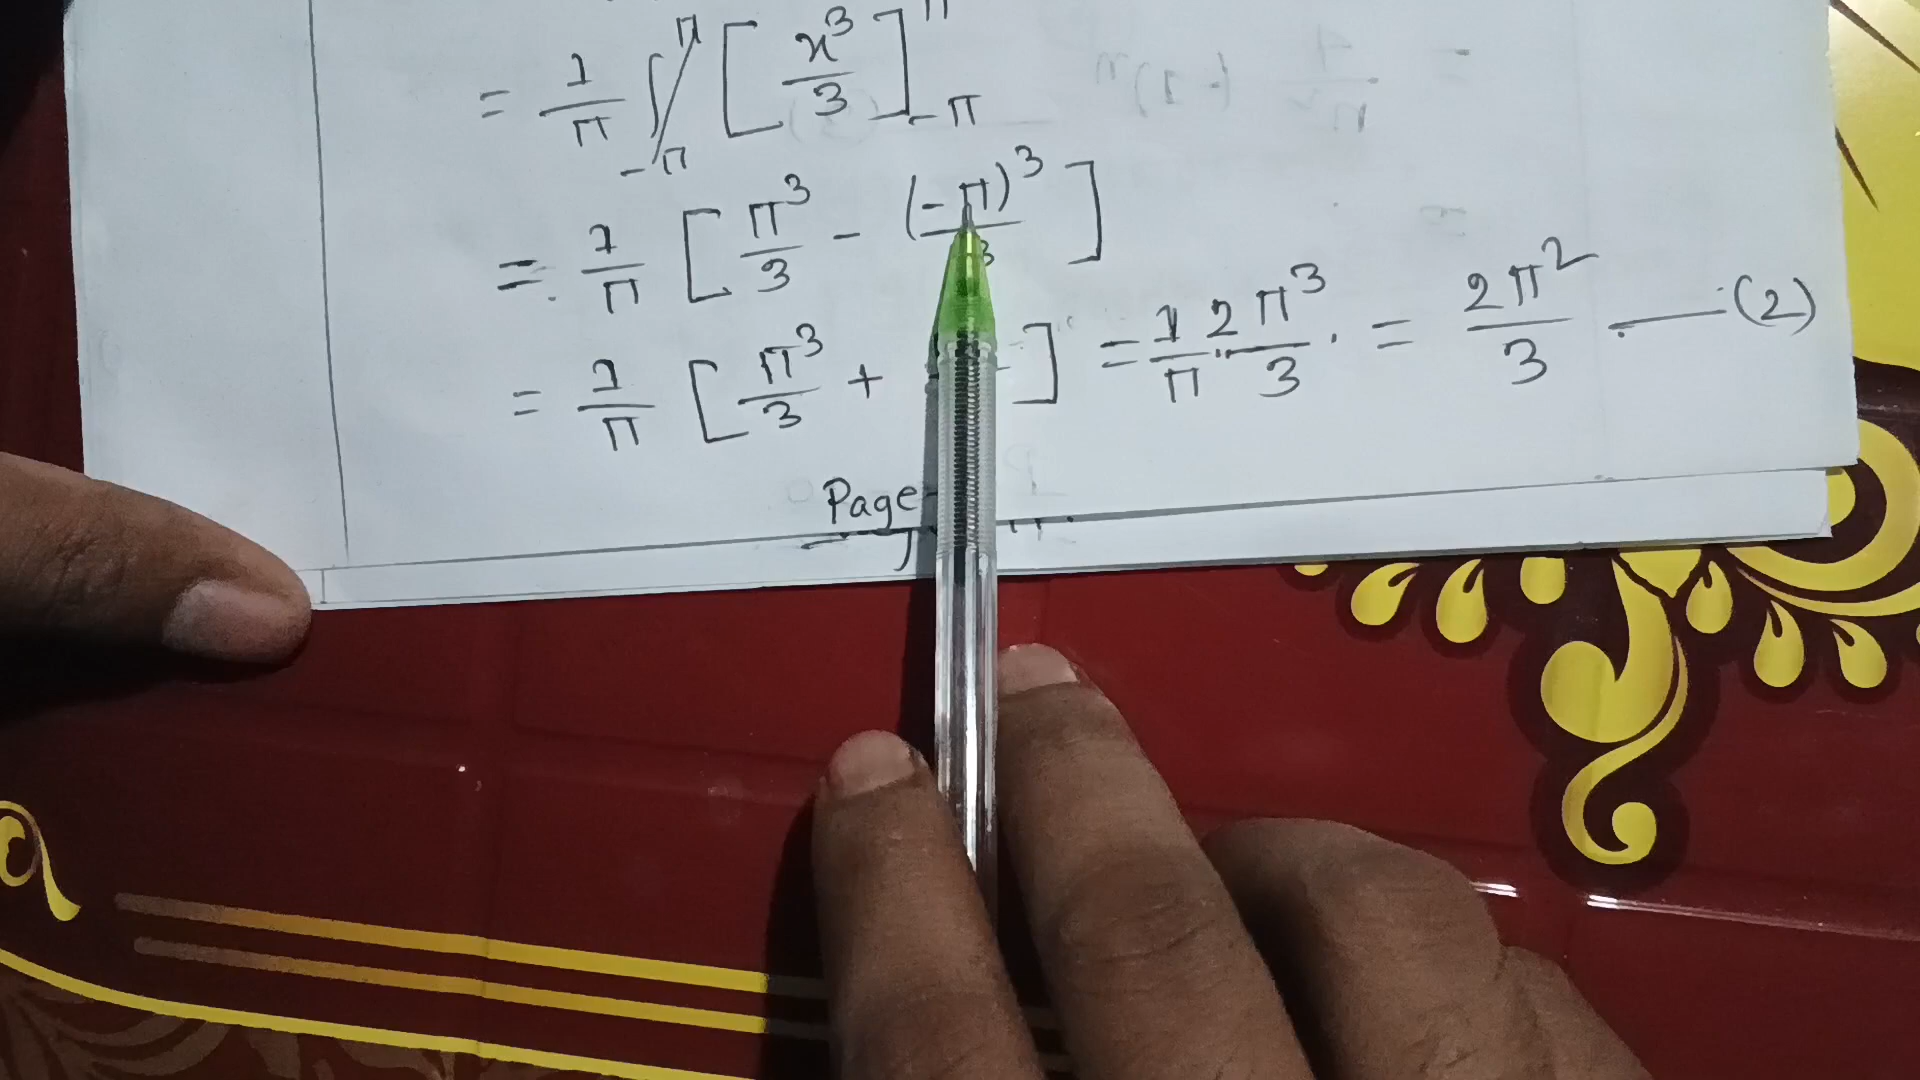 = 1/π ∫_{-π}^{π} [x³/3]_{-π}^{π}
= 1/π [π³/3 - (-π)³/3]
= 1/π [π³/3 + ] = 1/π · 2π³/3 · = 2π²/3 —(2)
Page